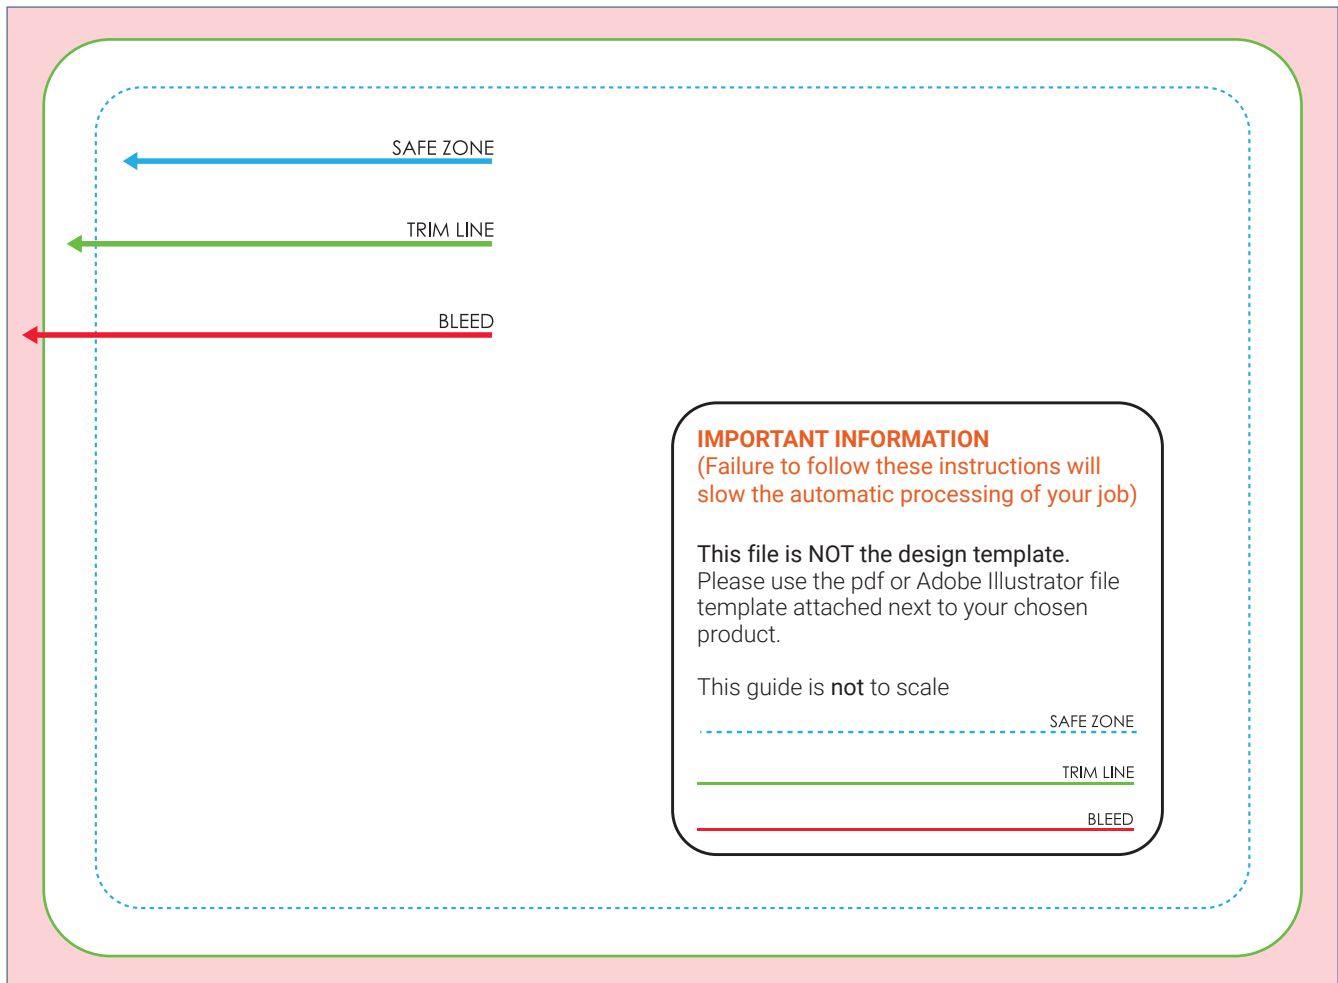 SAFE ZONE
TRIM LINE
BLEED
IMPORTANT INFORMATION
(Failure to follow these instructions will
slow the automatic processing of your job)
This file is NOT the design template.
Please use the pdf or Adobe Illustrator file
template attached next to your chosen
product.
This guide is not to scale
SAFE ZONE
TRIM LINE
BLEED